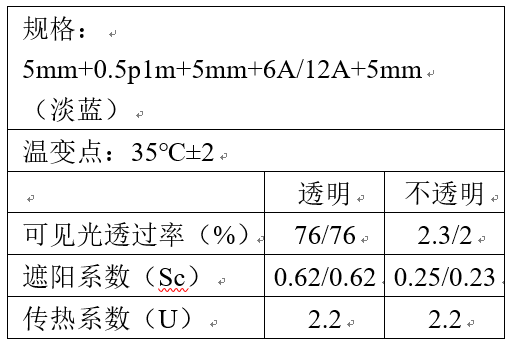 规格：
5mm+0.5p1m+5mm+6A/12A+5mm
（淡蓝）
温变点：35℃±2
透明 不透明
可见光透过率（%） 76/76 2.3/2
遮阳系数（Sc） 0.62/0.62 0.25/0.23
传热系数（U） 2.2 2.2